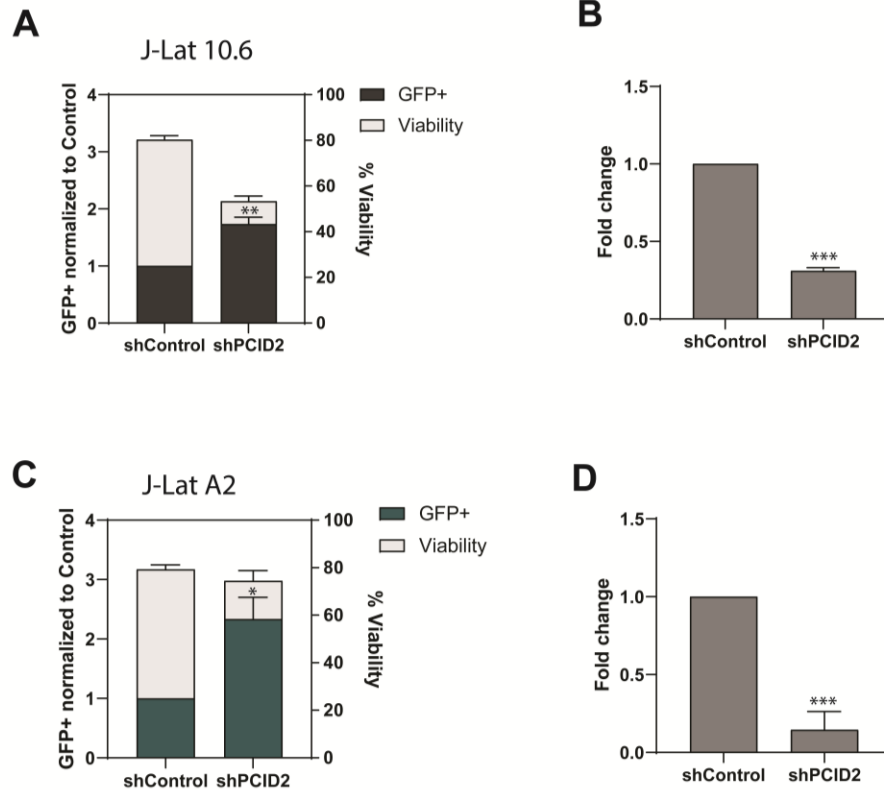 A
J-Lat 10.6
GFP+ normalized to Control
4
3
2
1
0
**
100
80
60
40
20
0
% Viability
GFP+
Viability
shControl shPCID2
B
Fold change
1.5
1.0
0.5
0.0
***
shControl shPCID2
C
J-Lat A2
GFP+ normalized to Control
4
3
2
1
0
*
100
80
60
40
20
0
% Viability
GFP+
Viability
shControl shPCID2
D
Fold change
1.5
1.0
0.5
0.0
***
shControl shPCID2